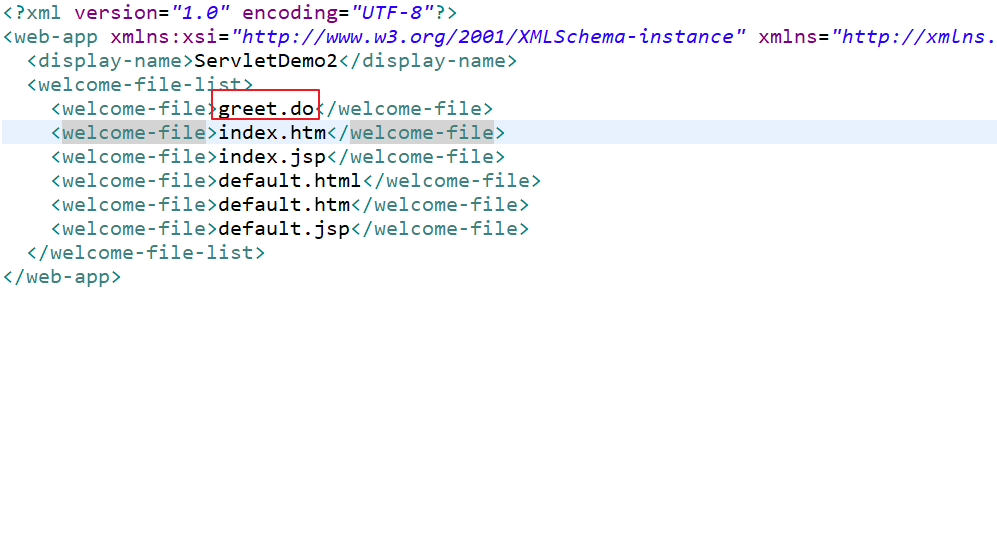 <?xml version="1.0" encoding="UTF-8"?>
<web-app xmlns:xsi="http://www.w3.org/2001/XMLSchema-instance" xmlns="http://xmlns.
<display-name>ServletDemo2</display-name>
<welcome-file-list>
<welcome-file>greet.do</welcome-file>
<welcome-file>index.htm</welcome-file>
<welcome-file>index.jsp</welcome-file>
<welcome-file>default.html</welcome-file>
<welcome-file>default.htm</welcome-file>
<welcome-file>default.jsp</welcome-file>
</welcome-file-list>
</web-app>